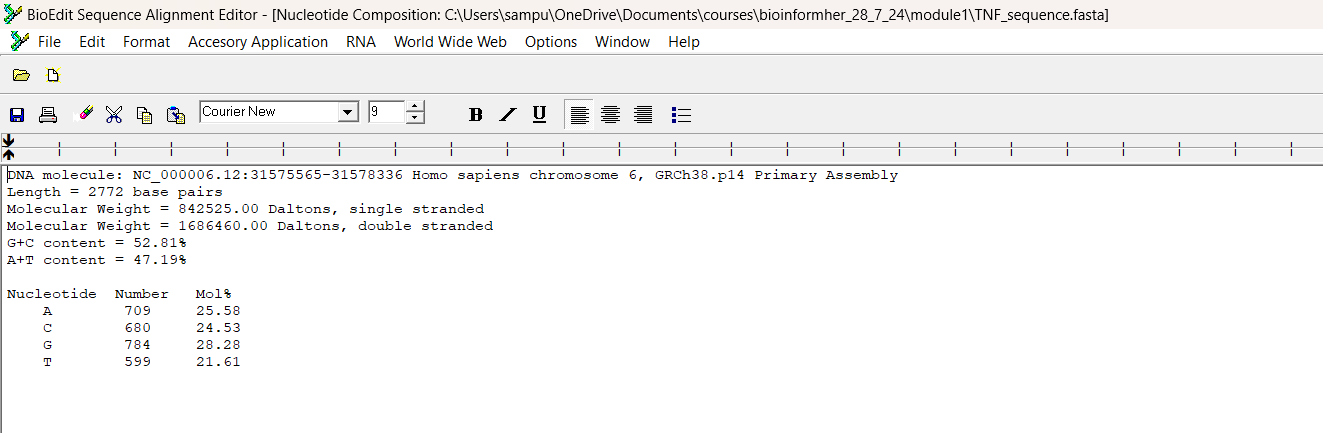 BioEdit Sequence Alignment Editor - [Nucleotide Composition: C:\Users\sampu\OneDrive\Documents\courses\bioinformher_28_7_24\module1\TNF_sequence.fasta]
File Edit Format Accesory Application RNA World Wide Web Options Window Help
Courier New 9 B I U
DNA molecule: NC_000006.12:31575565-31578336 Homo sapiens chromosome 6, GRCh38.p14 Primary Assembly
Length = 2772 base pairs
Molecular Weight = 842525.00 Daltons, single stranded
Molecular Weight = 1686460.00 Daltons, double stranded
G+C content = 52.81%
A+T content = 47.19%
Nucleotide Number Mol%
A 709 25.58
C 680 24.53
G 784 28.28
T 599 21.61